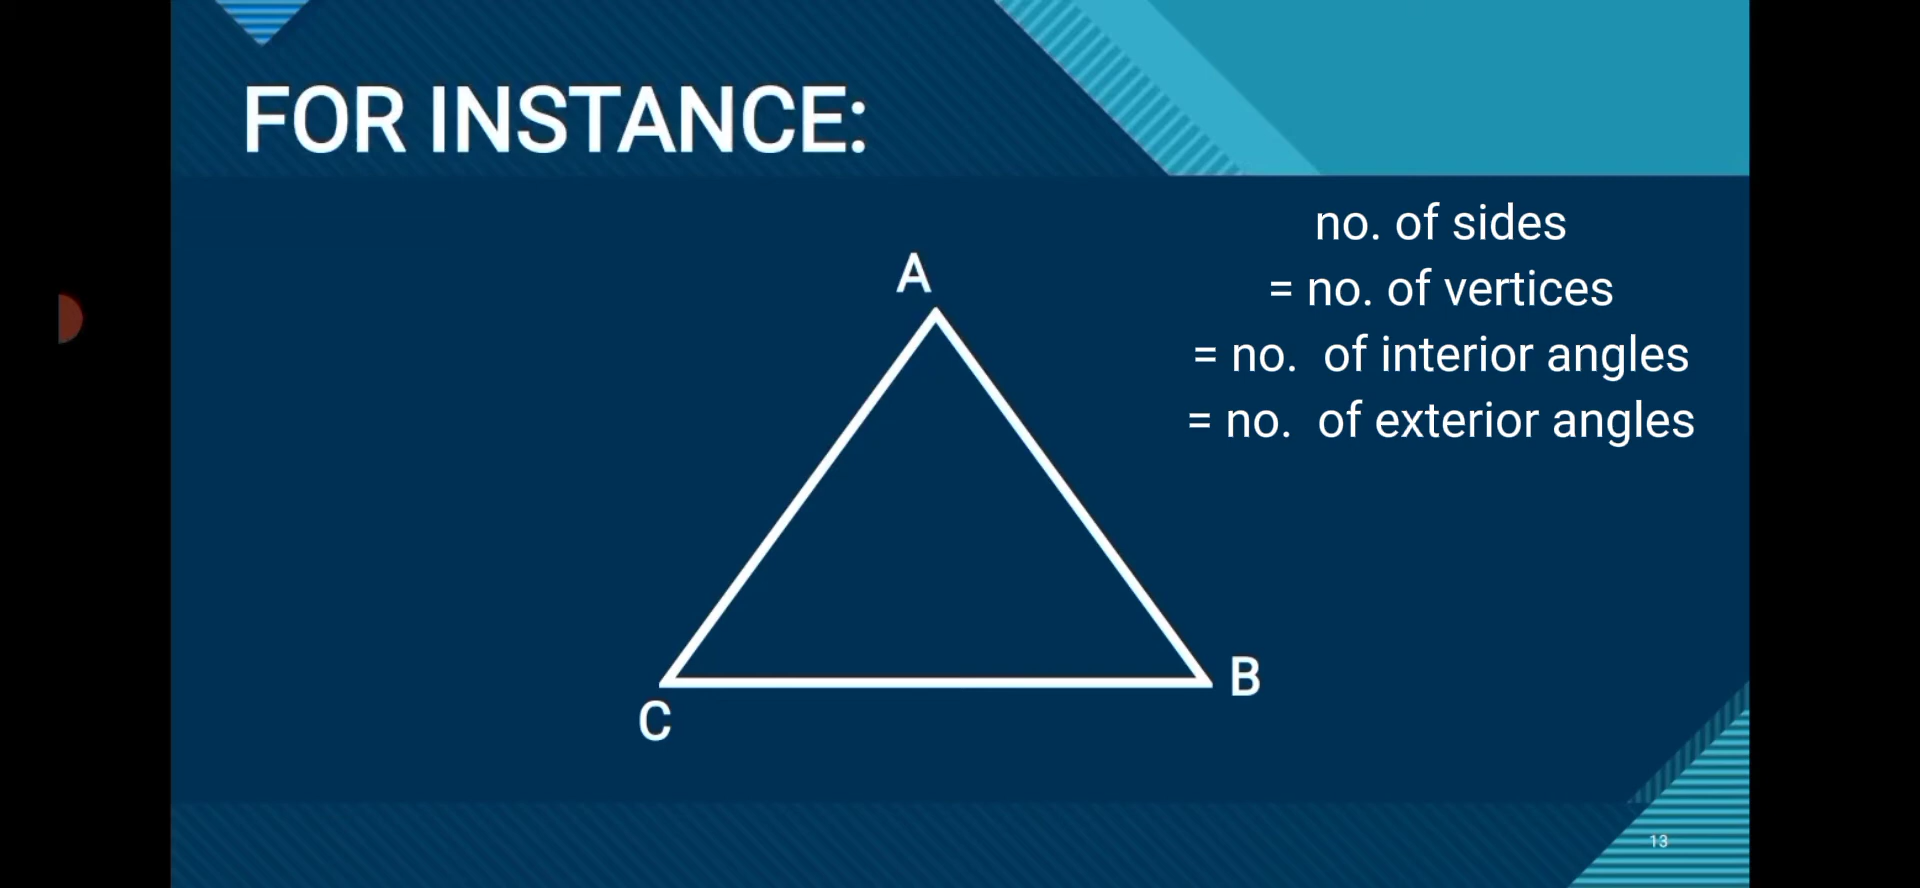 FOR INSTANCE:
no. of sides
= no. of vertices
= no. of interior angles
= no. of exterior angles
A
B
C
13